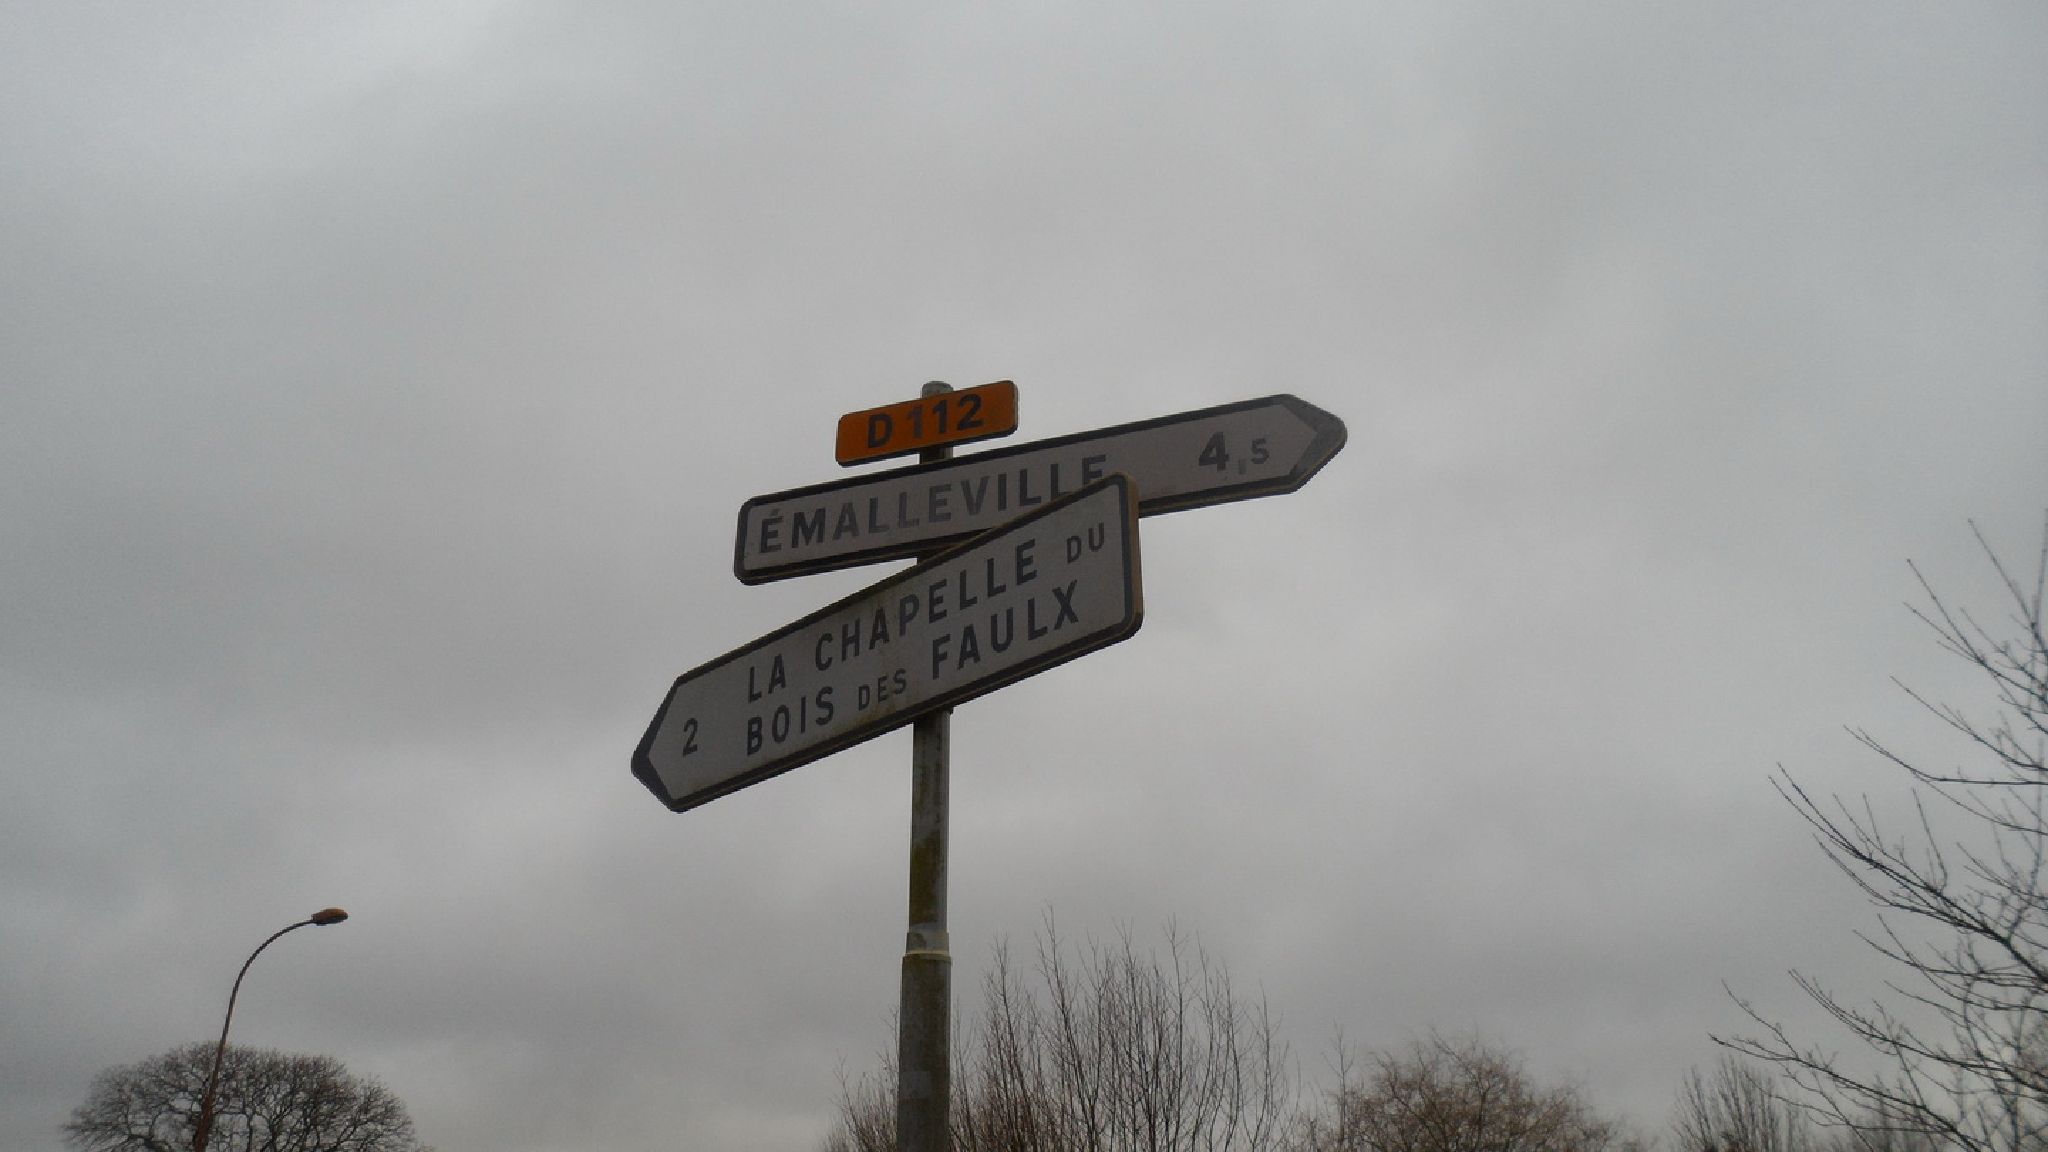 D 112
ÉMALLEVILLE 4,5
LA CHAPELLE DU
2 BOIS DES FAULX